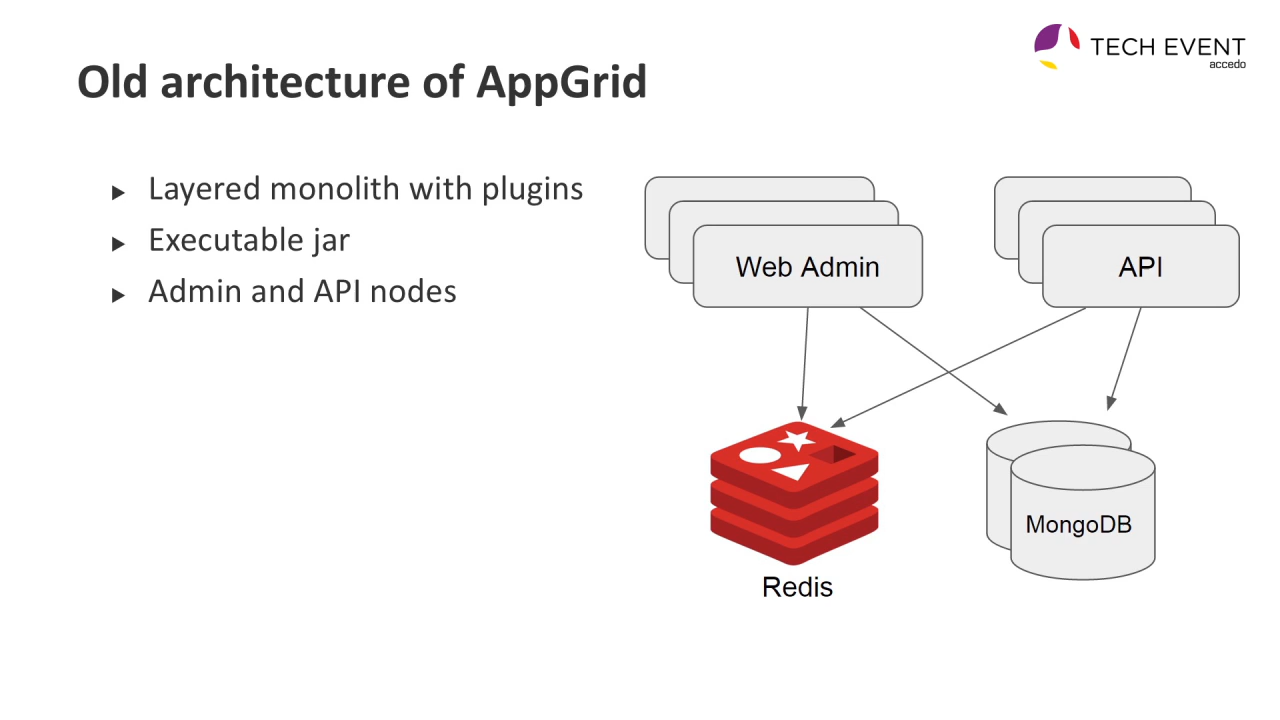 TECH EVENT
accedo
Old architecture of AppGrid
Layered monolith with plugins
Executable jar
Admin and API nodes
Web Admin
API
MongoDB
Redis